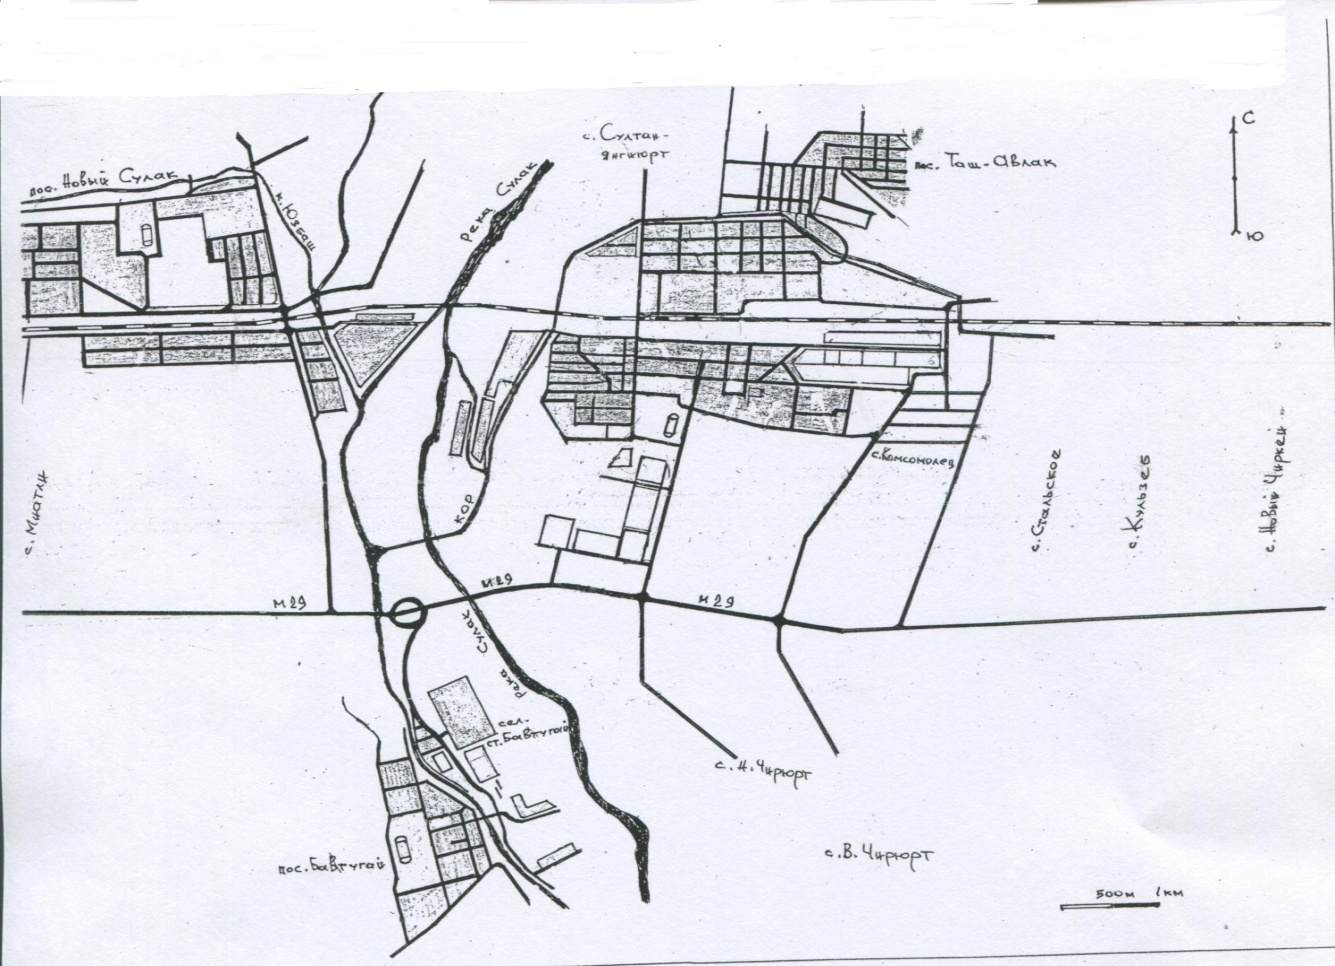 С
Ю
с. Султан-
янгиюрт
пос. Новый Сулак
пос. Таш-Авлак
к. Юзбаш
Река Сулак
с. Комсомолец
с. Миатли
КОР
с. Стальское
с. Кульзеб
с. Новый Чиркей
М29
М29
М29
Река Сулак
сел.
ст. Бавтугай
с. Н. Чирюрт
пос. Бавтугай
с. В. Чирюрт
500м 1км